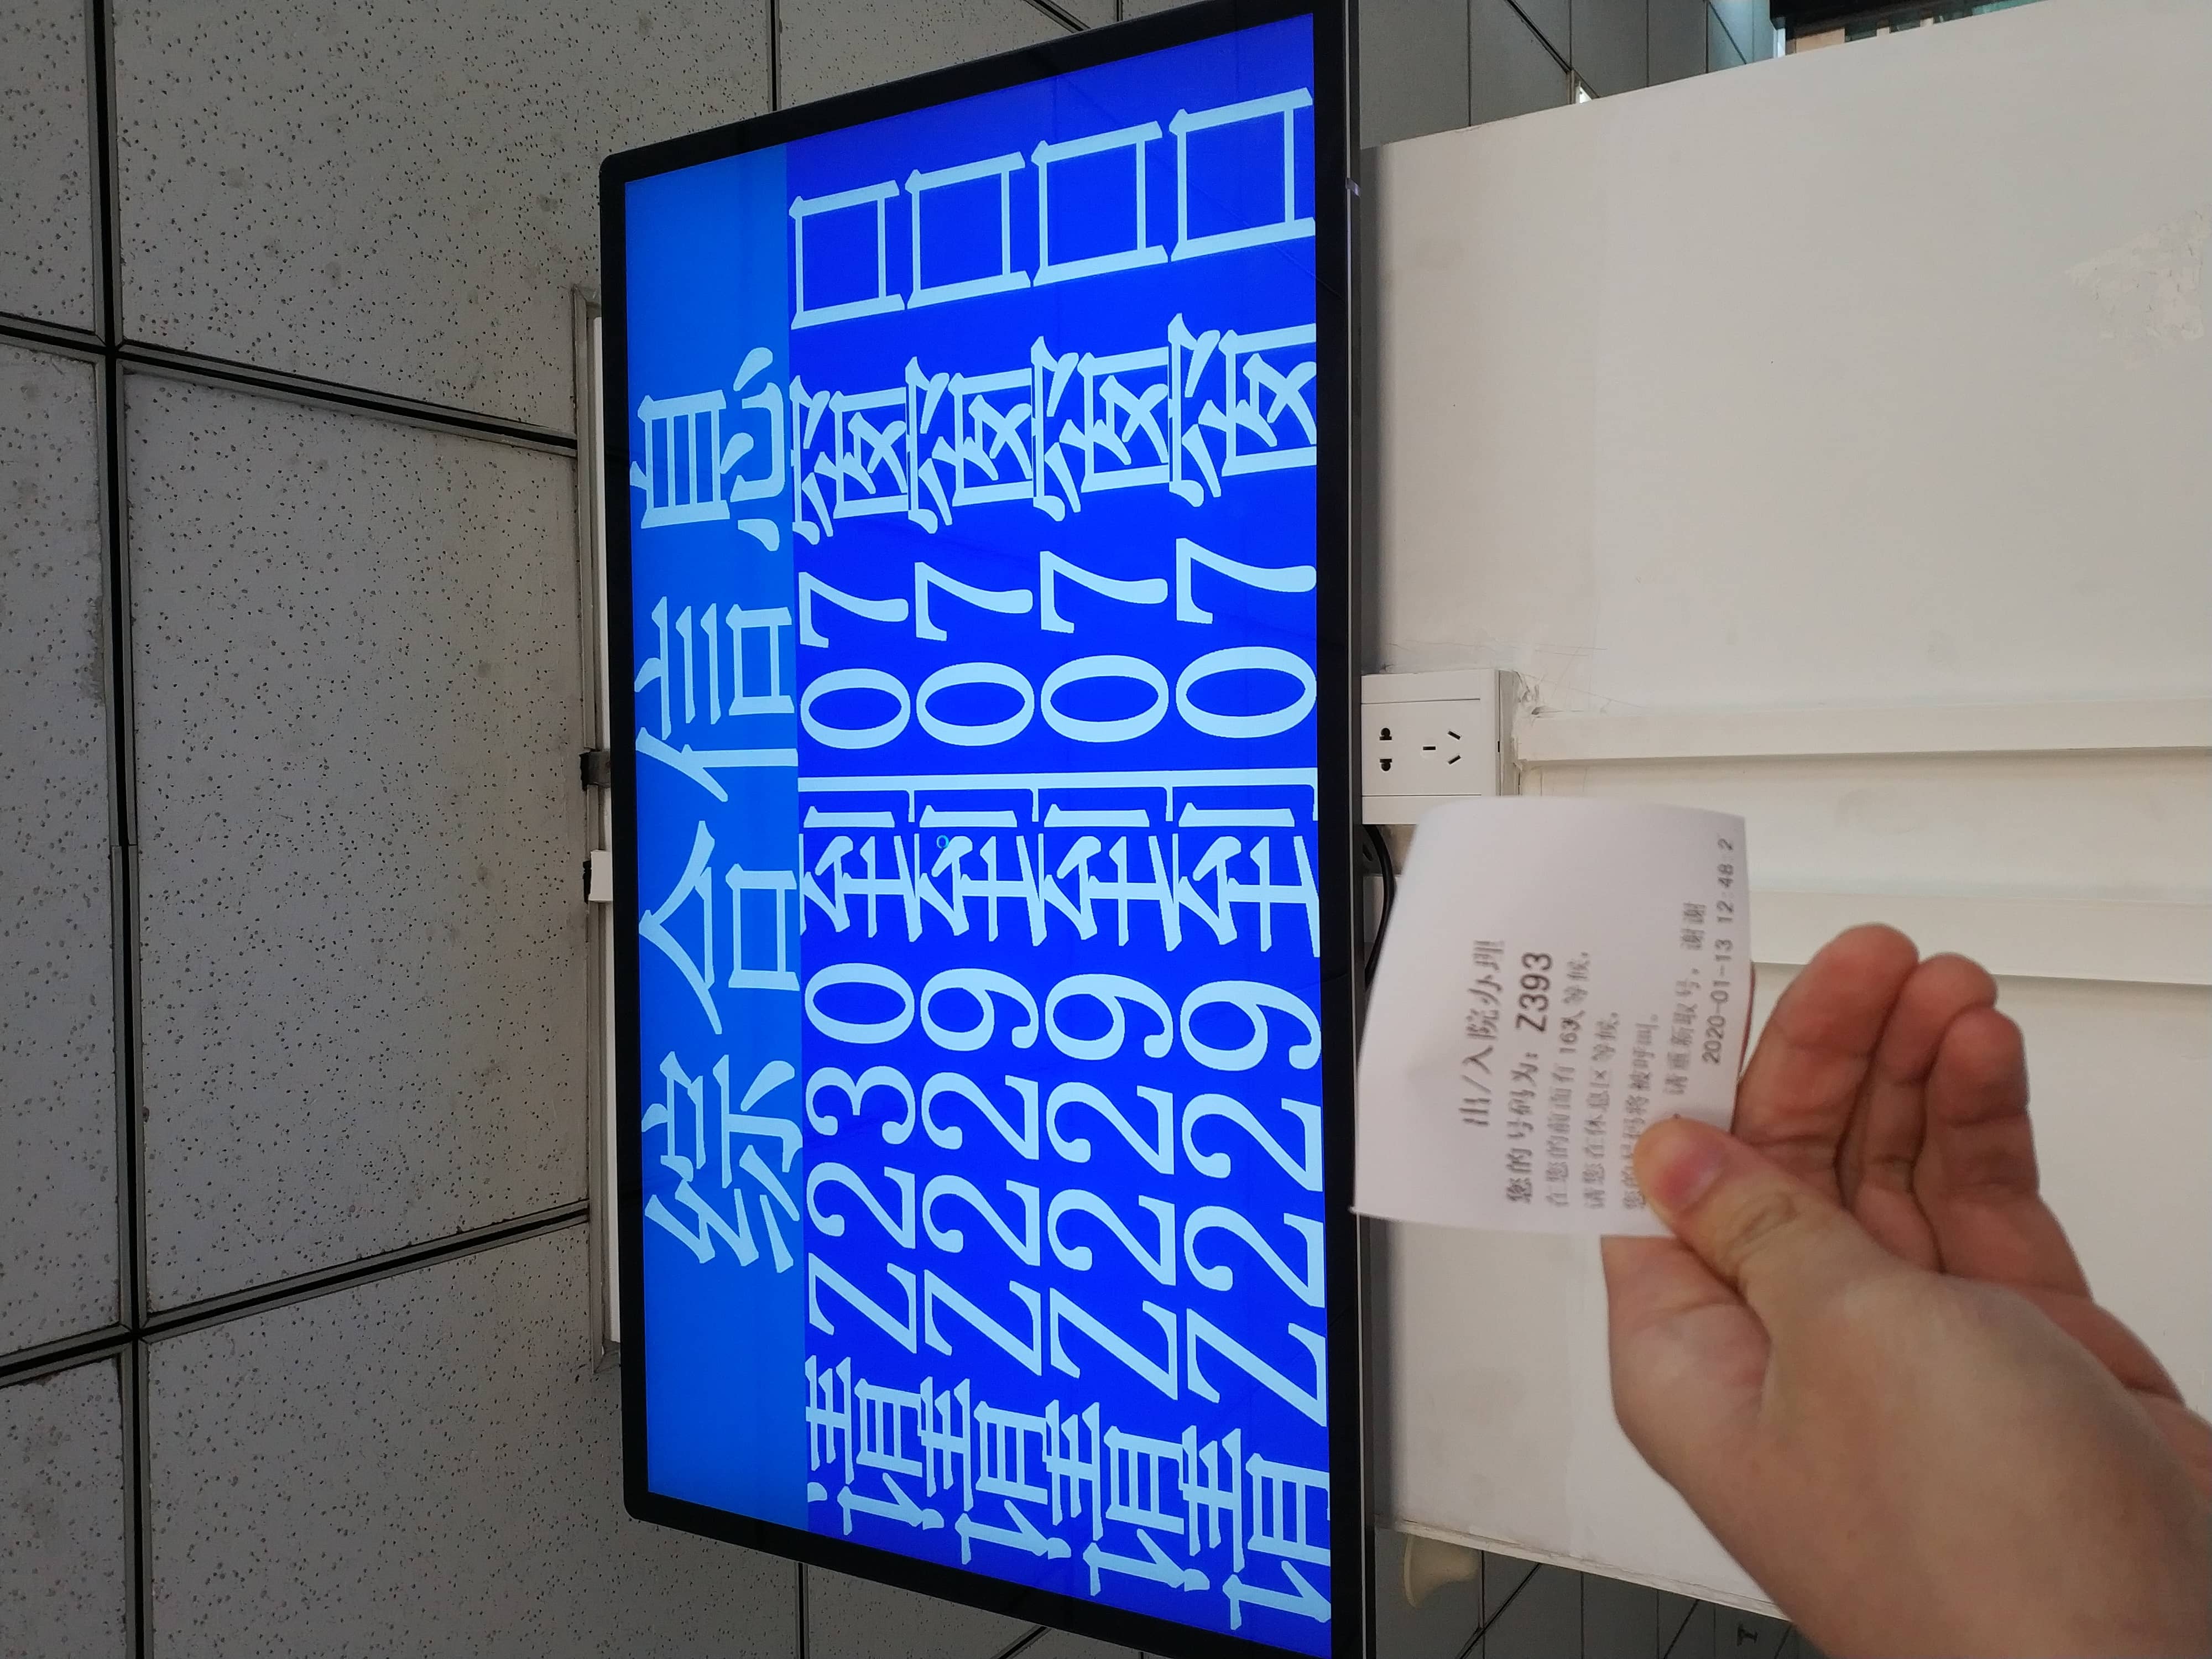 综合信息
请Z230到07窗口
请Z229到07窗口
请Z229到07窗口
请Z229到07窗口
出/入院办理
您的号码为: Z393
在您的前面有163人等候,
请您在休息区等候,
您的号码将被呼叫。
请重新取号, 谢谢
2020-01-13 12:48:2